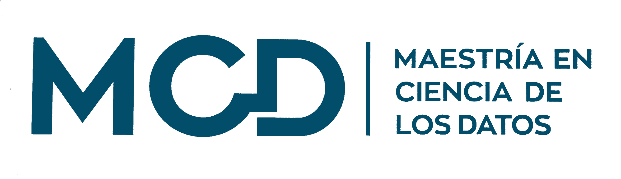 MCD
MAESTRÍA EN
CIENCIA DE
LOS DATOS